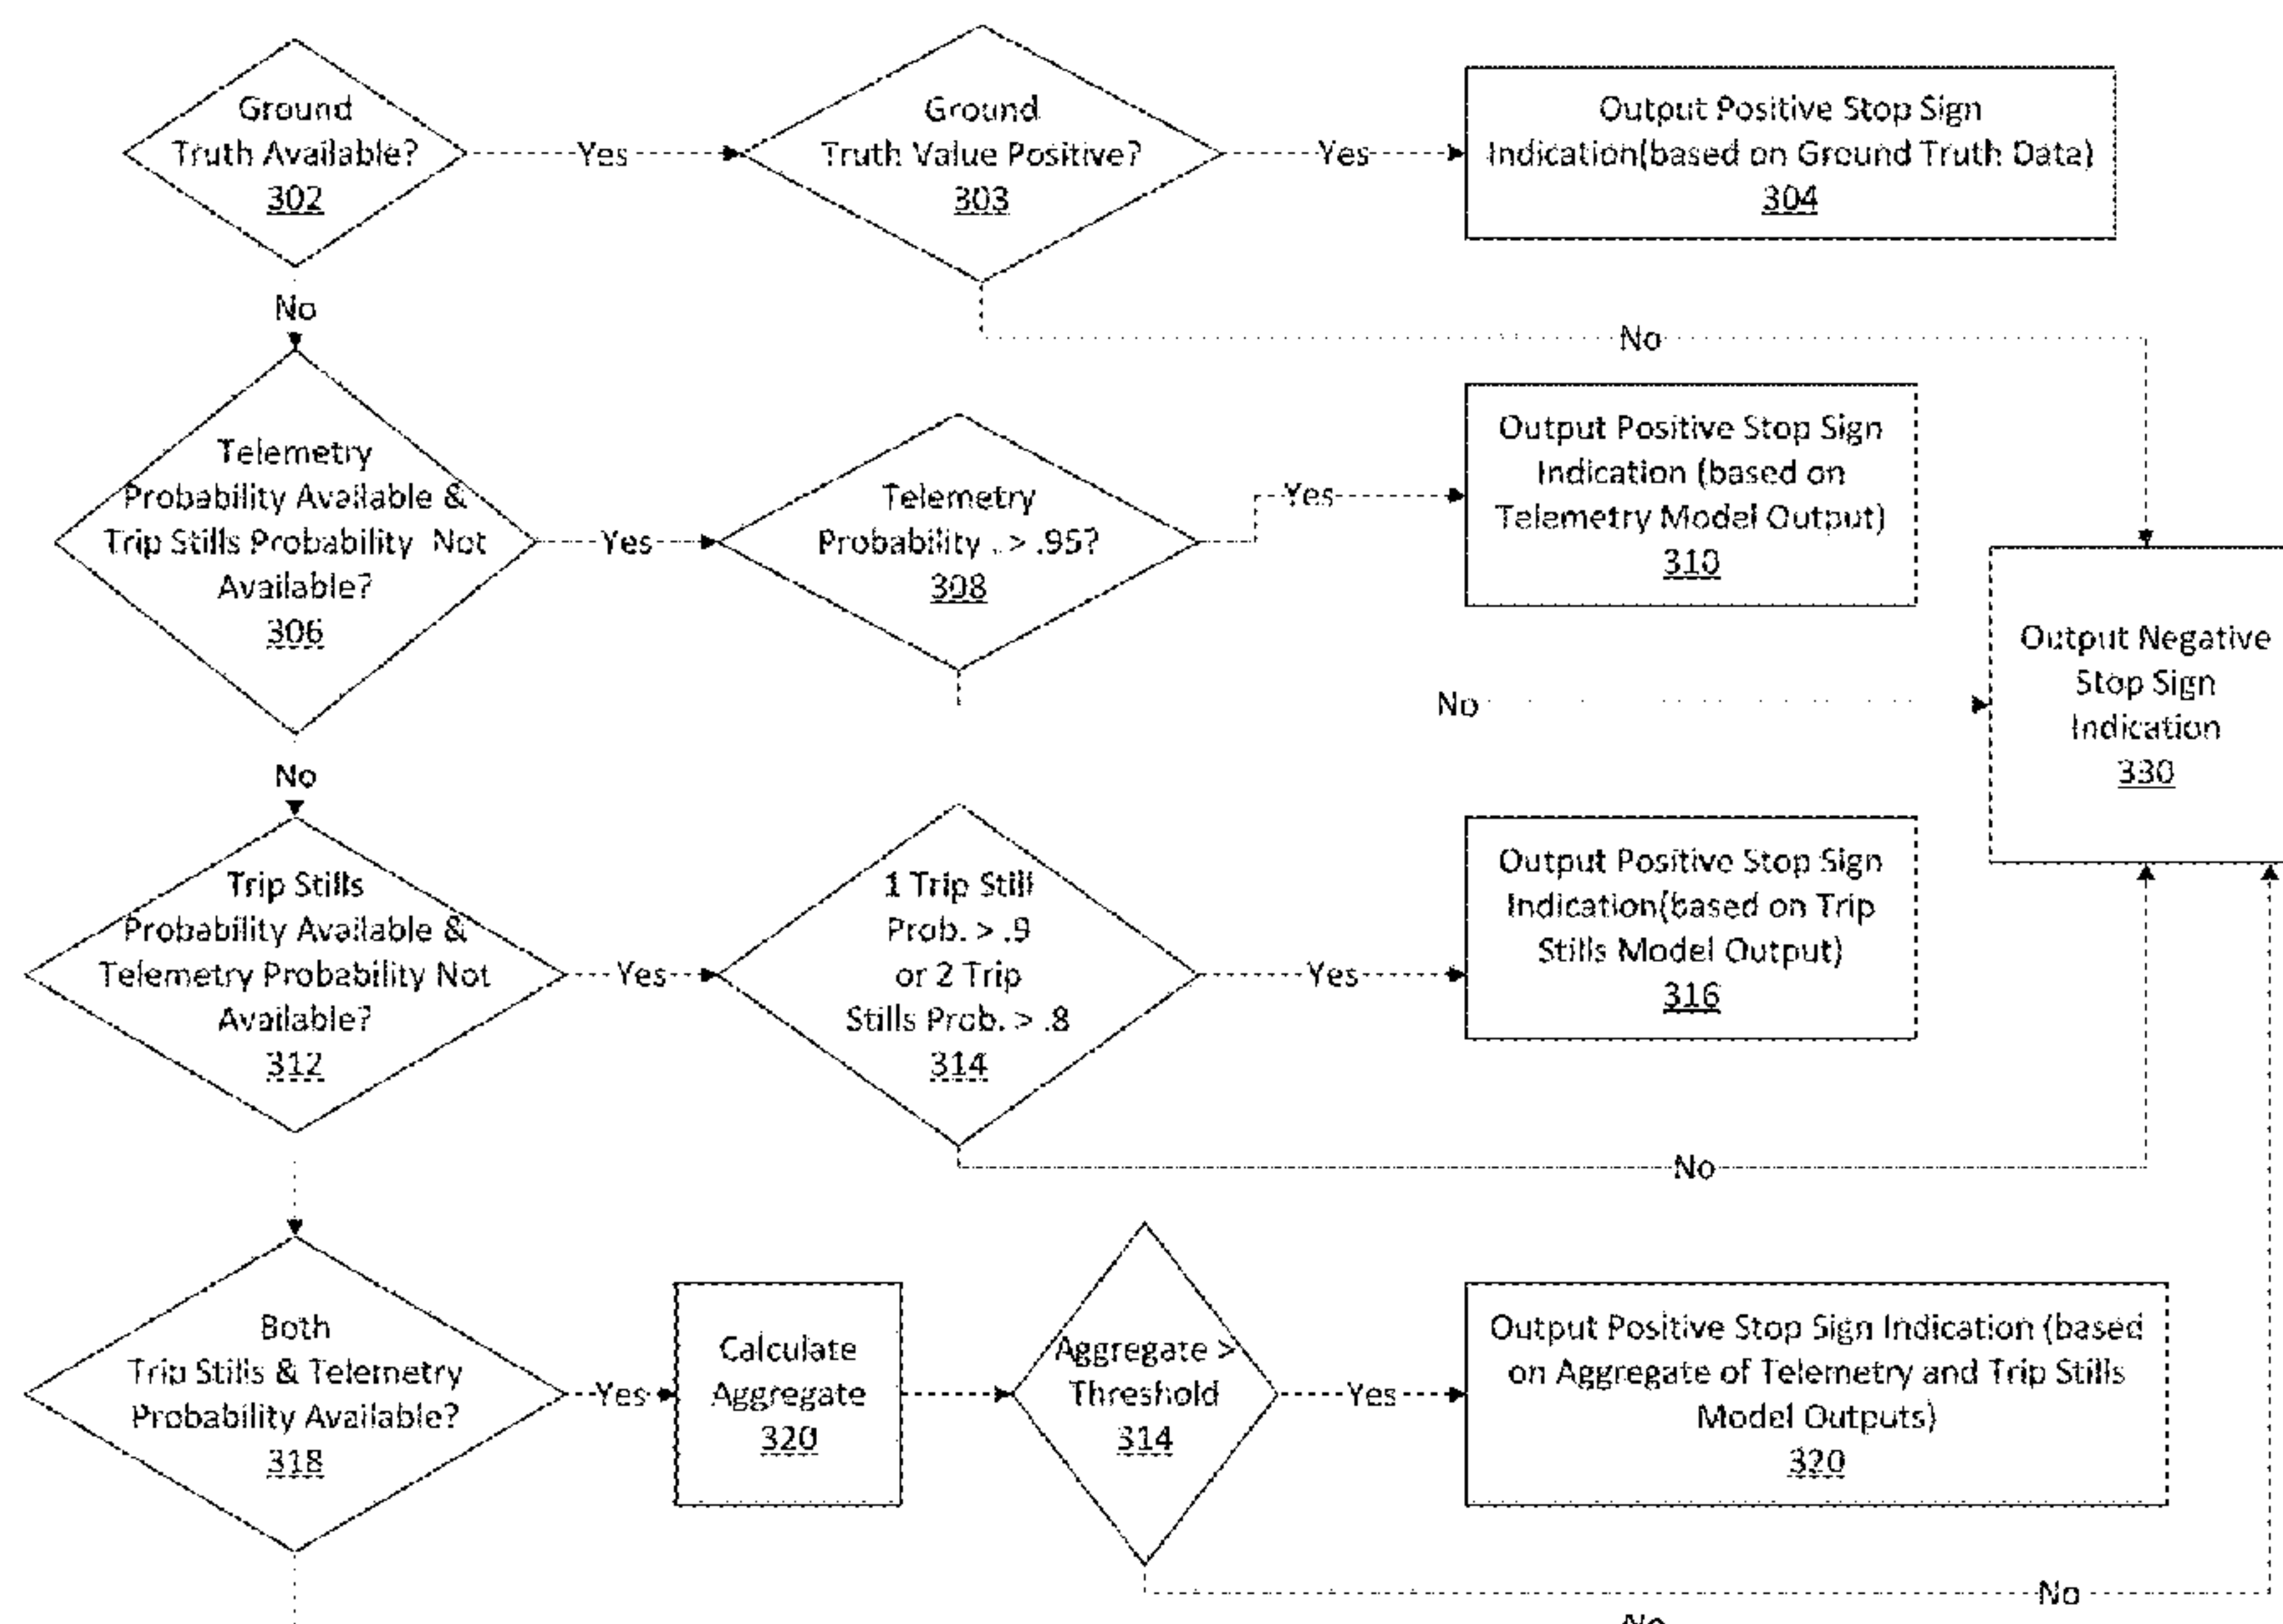 Ground
Truth Available?
302
Yes
Ground
Truth Value Positive?
303
Yes
Output Positive Stop Sign
Indication(based on Ground Truth Data)
304
No
No
Telemetry
Probability Available &
Trip Stills Probability Not
Available?
306
Yes
Telemetry
Probability . > .95?
308
Yes
Output Positive Stop Sign
Indication (based on
Telemetry Model Output)
310
No
Output Negative
Stop Sign
Indication
330
No
Trip Stills
Probability Available &
Telemetry Probability Not
Available?
312
Yes
1 Trip Still
Prob. > .9
or 2 Trip
Stills Prob. > .8
314
Yes
Output Positive Stop Sign
Indication(based on Trip
Stills Model Output)
316
No
Both
Trip Stills & Telemetry
Probability Available?
318
Yes
Calculate
Aggregate
320
Aggregate >
Threshold
314
Yes
Output Positive Stop Sign Indication (based
on Aggregate of Telemetry and Trip Stills
Model Outputs)
320
No
No